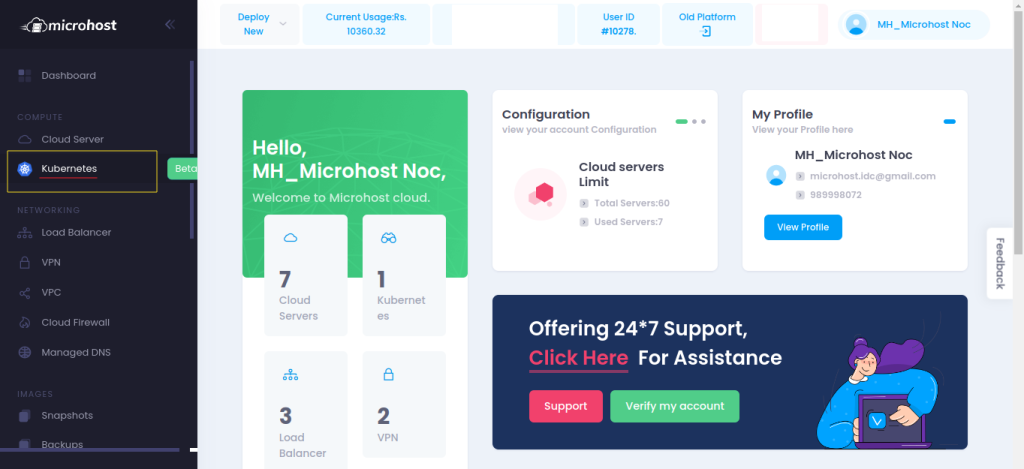 microhost
Dashboard
COMPUTE
Cloud Server
Kubernetes
Beta
NETWORKING
Load Balancer
VPN
VPC
Cloud Firewall
Managed DNS
IMAGES
Snapshots
Backups
Deploy
New
Current Usage:Rs.
10360.32
User ID
#10278.
Old Platform
MH_Microhost Noc
Hello,
MH_Microhost Noc,
Welcome to Microhost cloud.
7
Cloud
Servers
1
Kubernet
es
3
Load
Balancer
2
VPN
Configuration
view your account Configuration
Cloud servers
Limit
Total Servers:60
Used Servers:7
My Profile
View your Profile here
MH_Microhost Noc
microhost.idc@gmail.com
989998072
View Profile
Offering 24*7 Support,
Click Here For Assistance
Support
Verify my account
Feedback